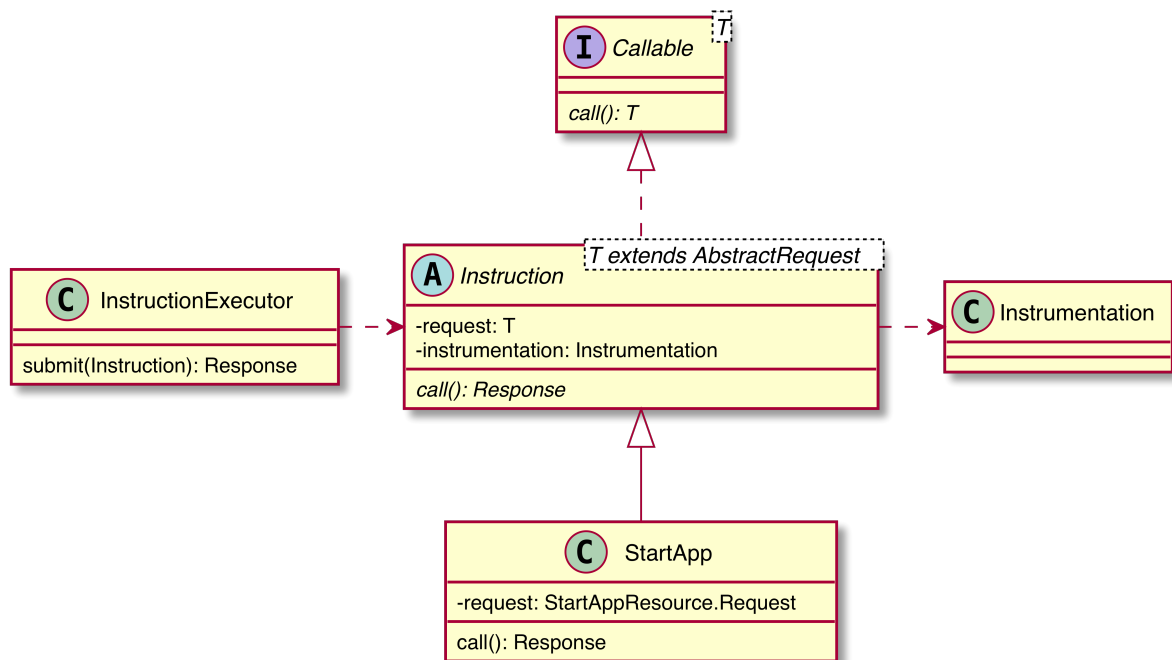 T
I Callable
call(): T
T extends AbstractRequest
A Instruction
-request: T
-instrumentation: Instrumentation
call(): Response
C InstructionExecutor
submit(Instruction): Response
C Instrumentation
C StartApp
-request: StartAppResource.Request
call(): Response